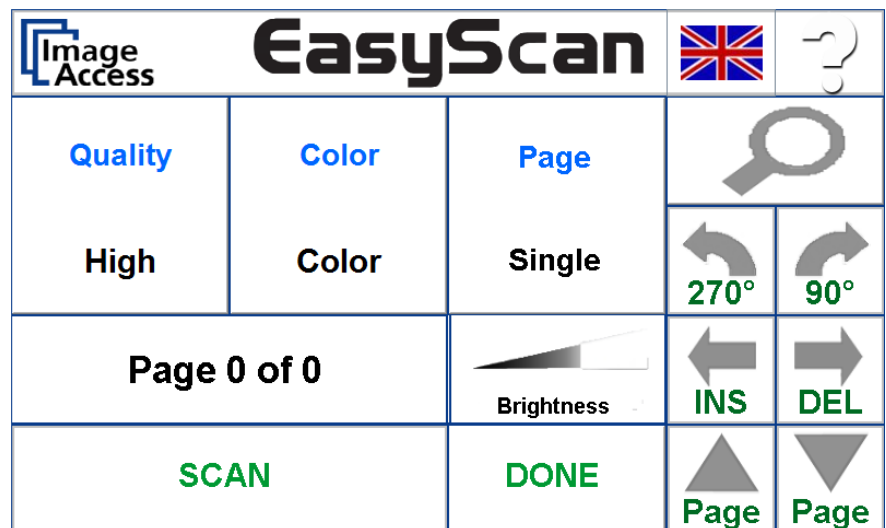 Image
Access
EasyScan
?
Quality
Color
Page
High
Color
Single
270°
90°
Page 0 of 0
Brightness
INS
DEL
SCAN
DONE
Page
Page